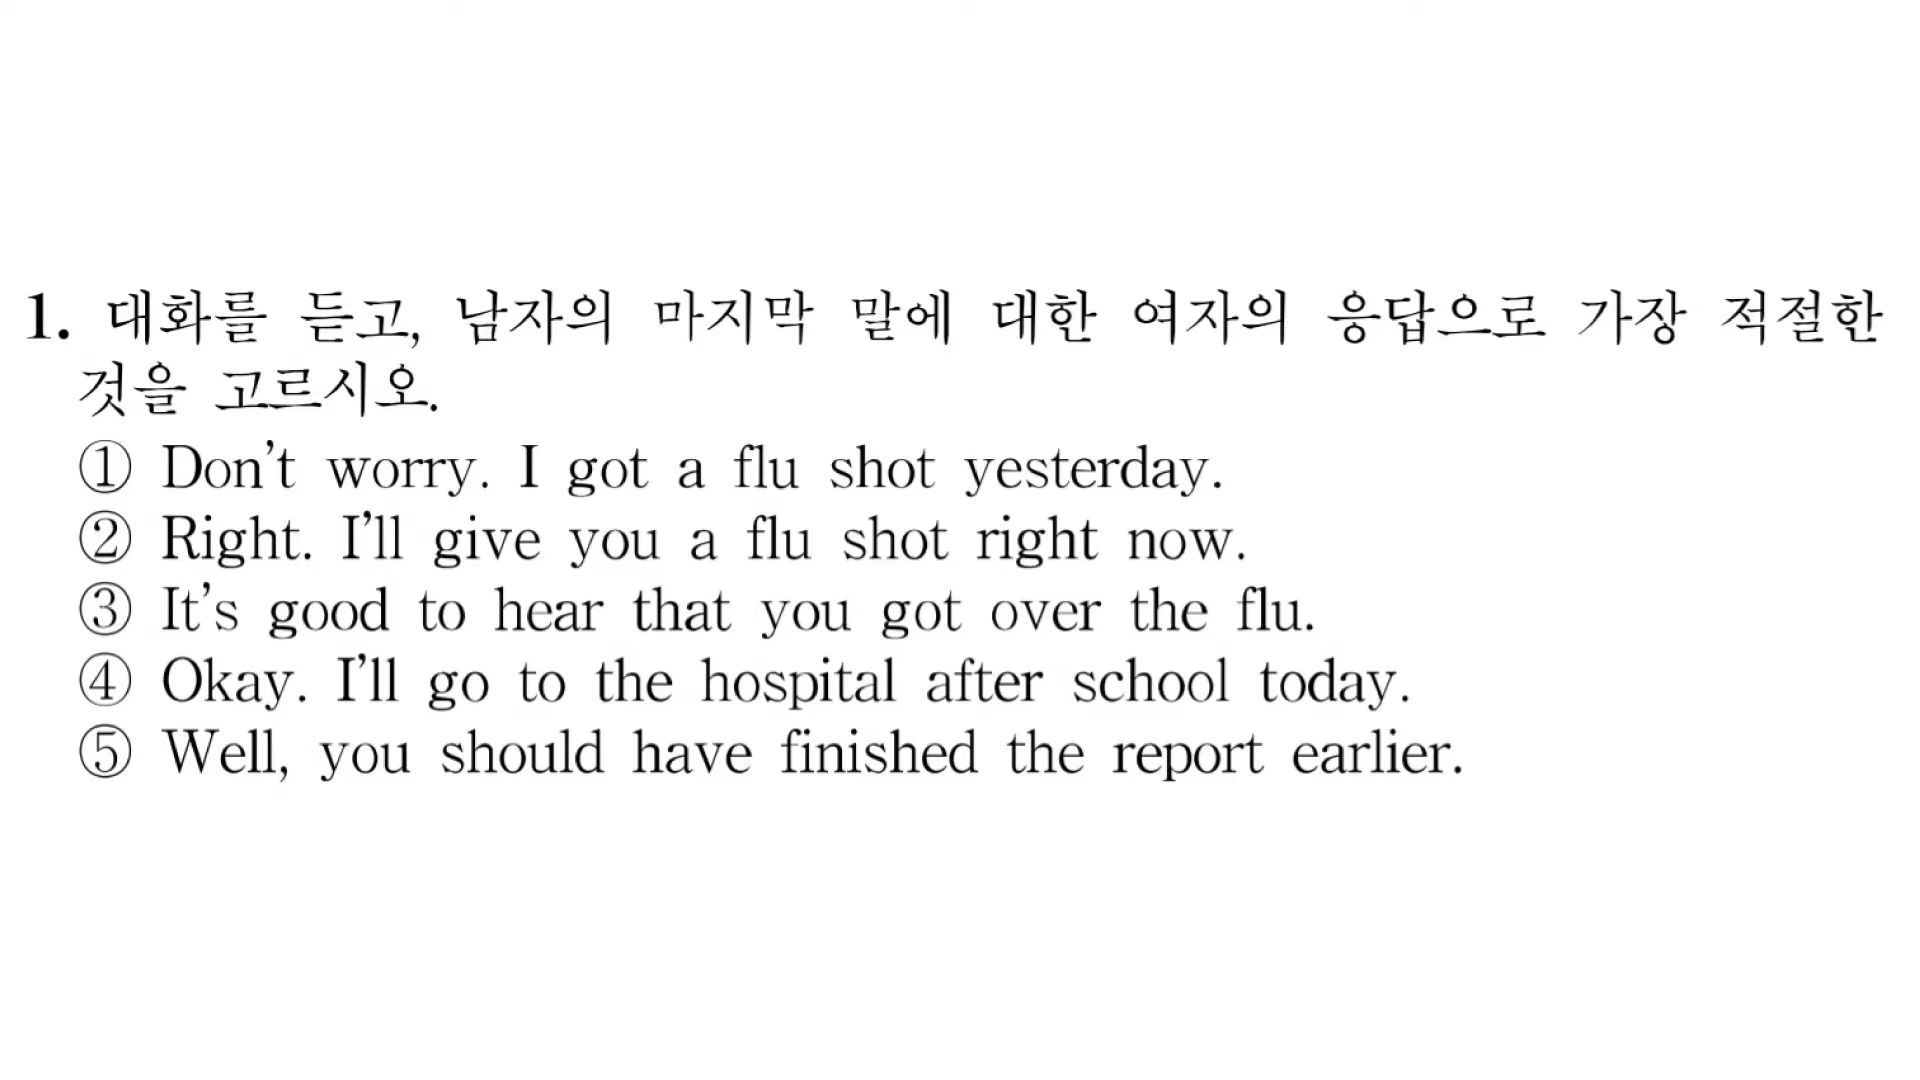 1. 대화를 듣고, 남자의 마지막 말에 대한 여자의 응답으로 가장 적절한
것을 고르시오.
① Don't worry. I got a flu shot yesterday.
② Right. I'll give you a flu shot right now.
③ It's good to hear that you got over the flu.
④ Okay. I'll go to the hospital after school today.
⑤ Well, you should have finished the report earlier.